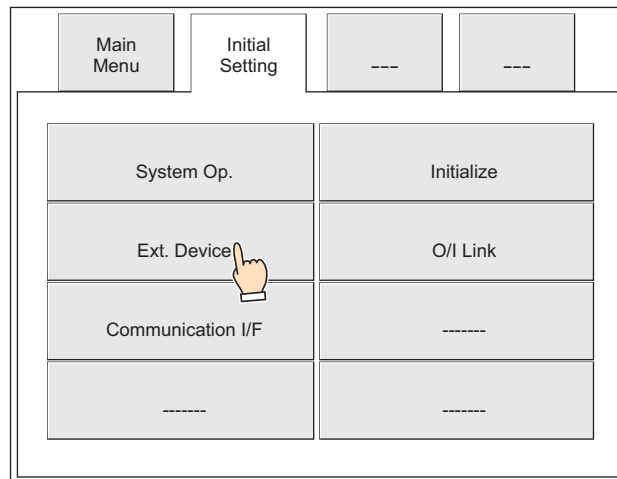 Main
Menu
Initial
Setting
---
---
System Op.
Initialize
Ext. Device
O/I Link
Communication I/F
-------
-------
-------